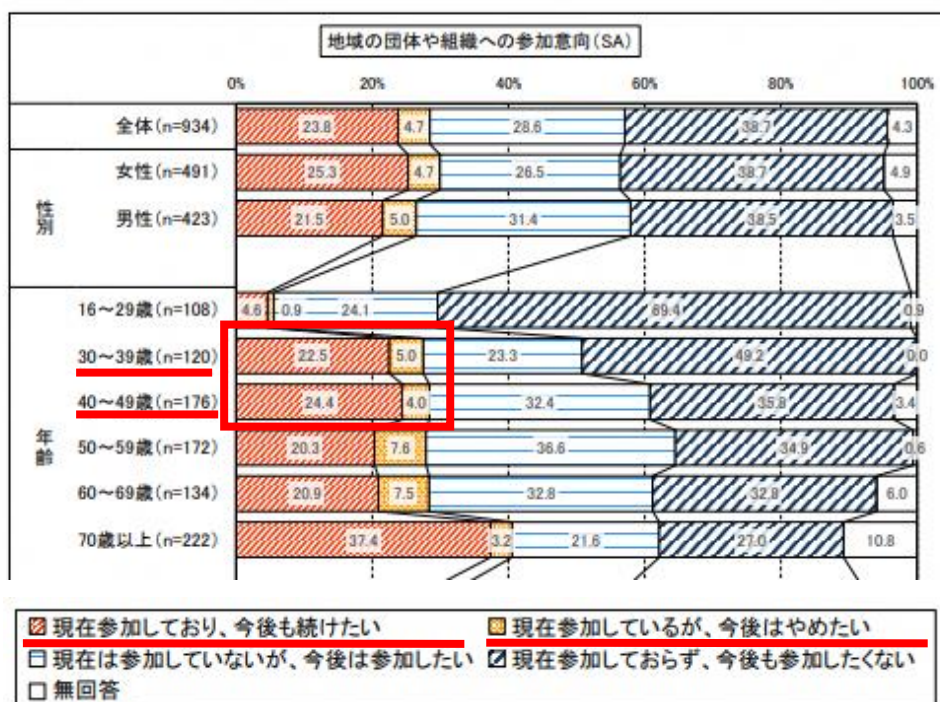 地域の団体や組織への参加意向(SA)
0% 20% 40% 60% 80% 100%
全体(n=934) 23.8 4.7 28.6 38.7 4.3
性別
女性(n=491) 25.3 4.7 26.5 38.7 4.9
男性(n=423) 21.5 5.0 31.4 38.5 3.5
年齢
16～29歳(n=108) 4.6 0.9 24.1 69.4 0.9
30～39歳(n=120) 22.5 5.0 23.3 49.2 0.0
40～49歳(n=176) 24.4 4.0 32.4 35.8 3.4
50～59歳(n=172) 20.3 7.6 36.6 34.9 0.6
60～69歳(n=134) 20.9 7.5 32.8 32.8 6.0
70歳以上(n=222) 37.4 3.2 21.6 27.0 10.8
現在参加しており、今後も続けたい 現在参加しているが、今後はやめたい
現在は参加していないが、今後は参加したい 現在参加しておらず、今後も参加したくない
無回答